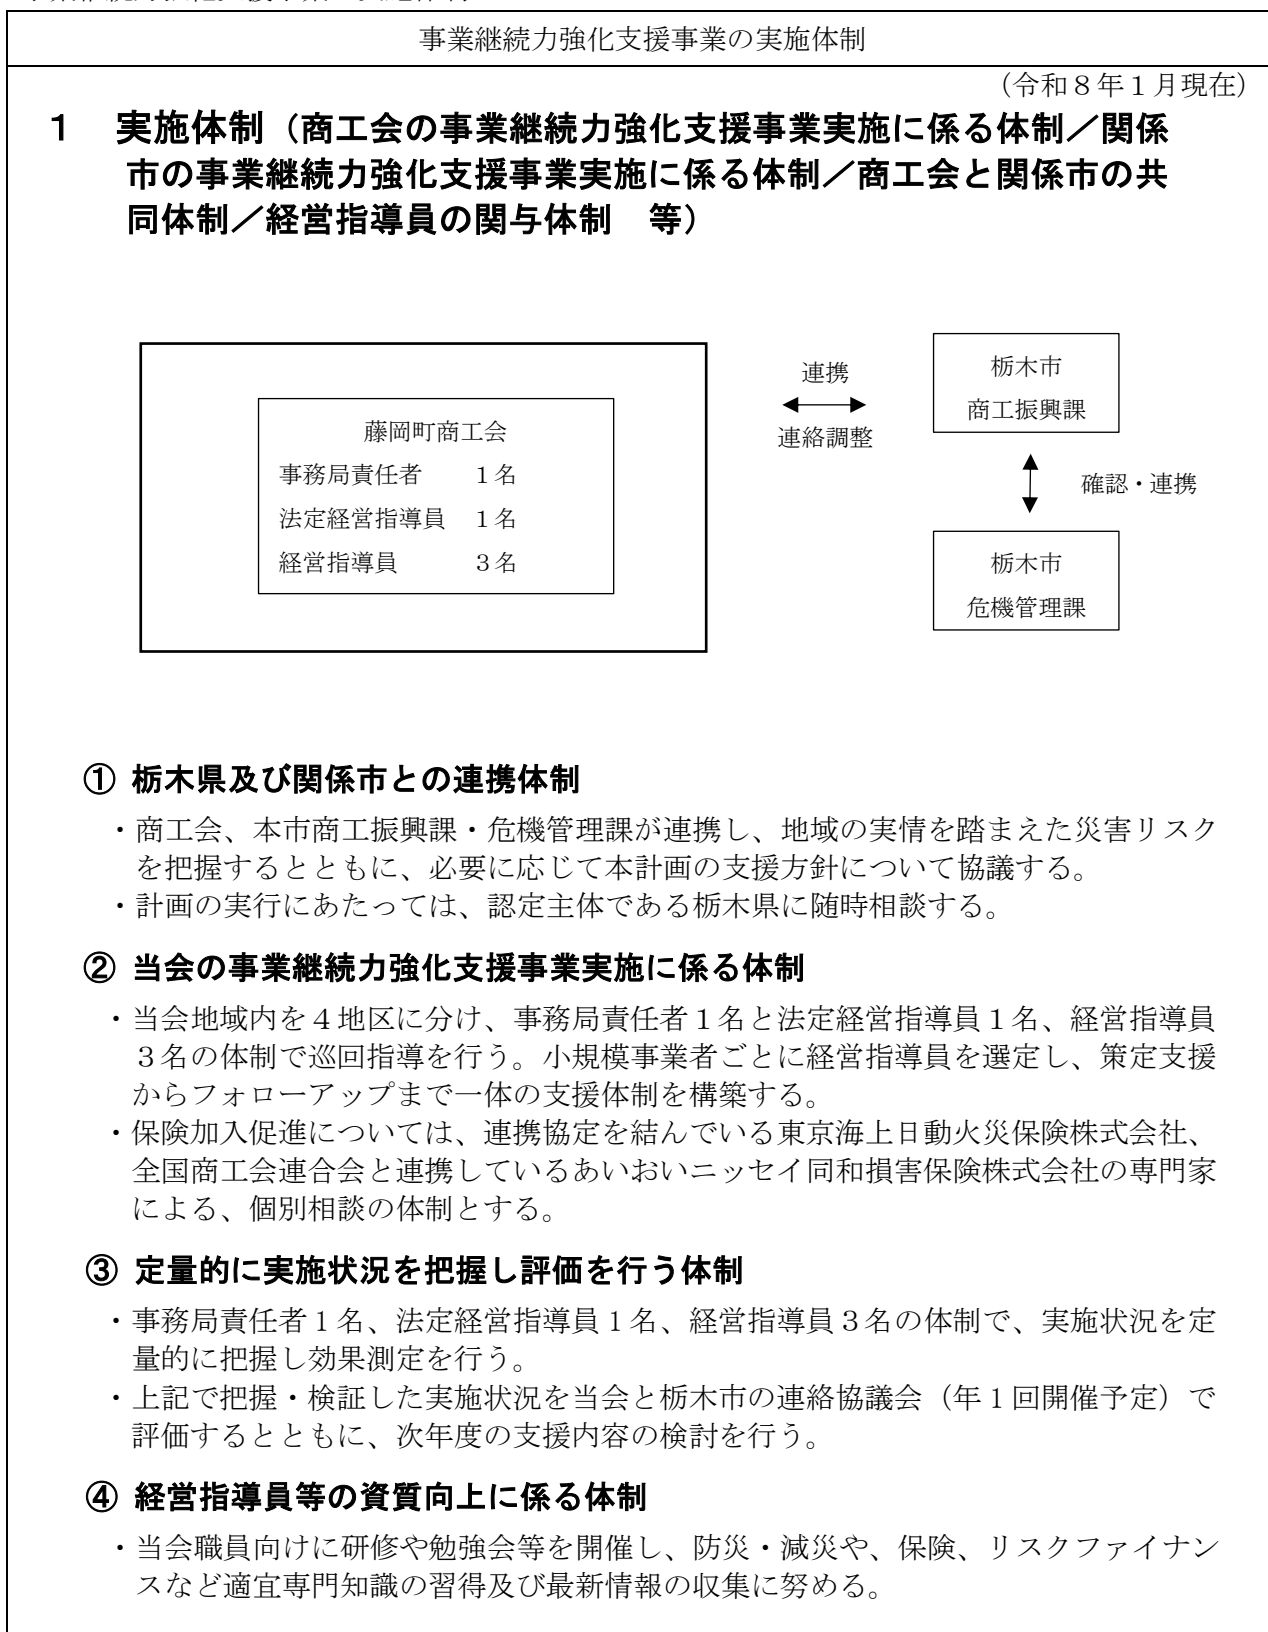 事業継続力強化支援事業の実施体制
（令和８年１月現在）
１　実施体制（商工会の事業継続力強化支援事業実施に係る体制／関係
市の事業継続力強化支援事業実施に係る体制／商工会と関係市の共
同体制／経営指導員の関与体制　等）
藤岡町商工会
事務局責任者　１名
法定経営指導員　１名
経営指導員　３名
連携
連絡調整
栃木市
商工振興課
確認・連携
栃木市
危機管理課
① 栃木県及び関係市との連携体制
・商工会、本市商工振興課・危機管理課が連携し、地域の実情を踏まえた災害リスク
を把握するとともに、必要に応じて本計画の支援方針について協議する。
・計画の実行にあたっては、認定主体である栃木県に随時相談する。
② 当会の事業継続力強化支援事業実施に係る体制
・当会地域内を４地区に分け、事務局責任者１名と法定経営指導員１名、経営指導員
３名の体制で巡回指導を行う。小規模事業者ごとに経営指導員を選定し、策定支援
からフォローアップまで一体の支援体制を構築する。
・保険加入促進については、連携協定を結んでいる東京海上日動火災保険株式会社、
全国商工会連合会と連携しているあいおいニッセイ同和損害保険株式会社の専門家
による、個別相談の体制とする。
③ 定量的に実施状況を把握し評価を行う体制
・事務局責任者１名、法定経営指導員１名、経営指導員３名の体制で、実施状況を定
量的に把握し効果測定を行う。
・上記で把握・検証した実施状況を当会と栃木市の連絡協議会（年１回開催予定）で
評価するとともに、次年度の支援内容の検討を行う。
④ 経営指導員等の資質向上に係る体制
・当会職員向けに研修や勉強会等を開催し、防災・減災や、保険、リスクファイナン
スなど適宜専門知識の習得及び最新情報の収集に努める。